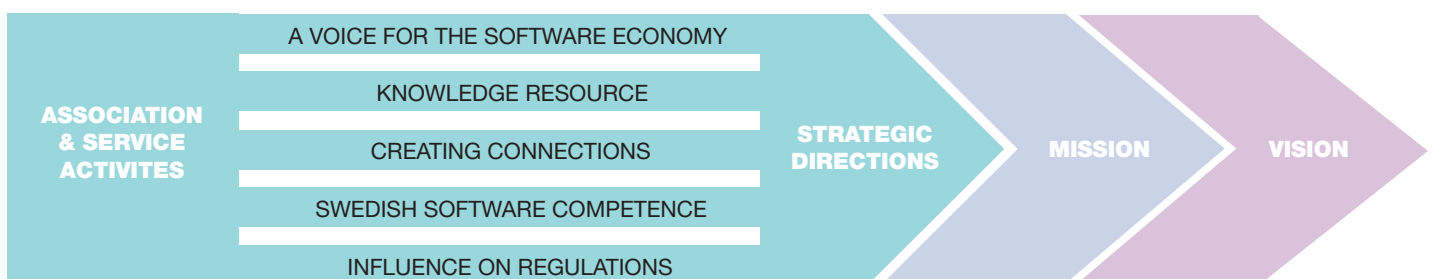 ASSOCIATION
& SERVICE
ACTIVITES
A VOICE FOR THE SOFTWARE ECONOMY
KNOWLEDGE RESOURCE
CREATING CONNECTIONS
SWEDISH SOFTWARE COMPETENCE
INFLUENCE ON REGULATIONS
STRATEGIC
DIRECTIONS
MISSION
VISION